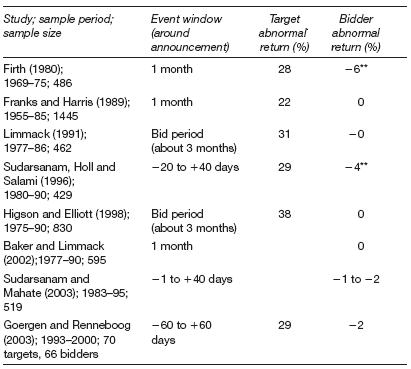 Study; sample period; Event window Target Bidder
sample size (around abnormal abnormal
announcement) return (%) return (%)
Firth (1980); 1 month 28 −6**
1969–75; 486
Franks and Harris (1989); 1 month 22 0
1955–85; 1445
Limmack (1991); Bid period 31 −0
1977–86; 462 (about 3 months)
Sudarsanam, Holl and −20 to +40 days 29 −4**
Salami (1996);
1980–90; 429
Higson and Elliott (1998); Bid period 38 0
1975–90; 830 (about 3 months)
Baker and Limmack 1 month 0
(2002);1977–90; 595
Sudarsanam and −1 to +40 days −1 to −2
Mahate (2003); 1983–95;
519
Goergen and Renneboog −60 to +60 29 −2
(2003); 1993–2000; 70 days
targets, 66 bidders